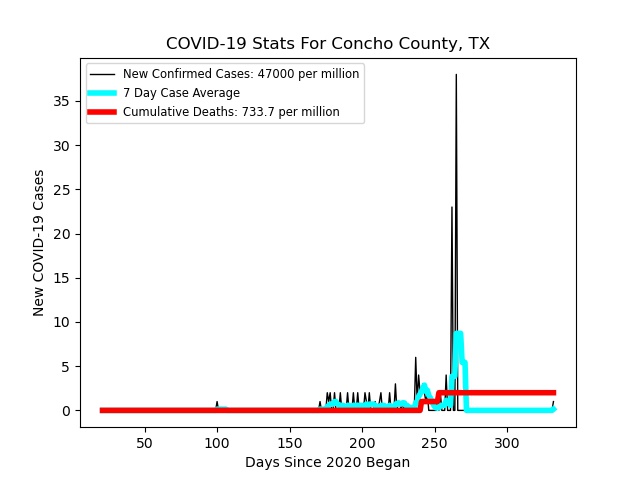 COVID-19 Stats For Concho County, TX
New Confirmed Cases: 47000 per million
7 Day Case Average
Cumulative Deaths: 733.7 per million
New COVID-19 Cases
35
30
25
20
15
10
5
0
50
100
150
200
250
300
Days Since 2020 Began